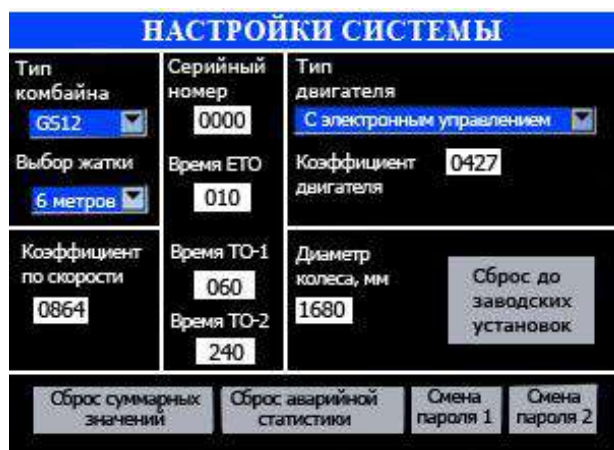 НАСТРОЙКИ СИСТЕМЫ
Тип
комбайна
GS12
Выбор жатки
6 метров
Коэффициент
по скорости
0864
Серийный
номер
0000
Время ЕТО
010
Время ТО-1
060
Время ТО-2
240
Тип
двигателя
С электронным управлением
Коэффициент
двигателя
0427
Диаметр
колеса, мм
1680
Сброс до
заводских
установок
Сброс суммарных
значений
Сброс аварийной
статистики
Смена
пароля 1
Смена
пароля 2